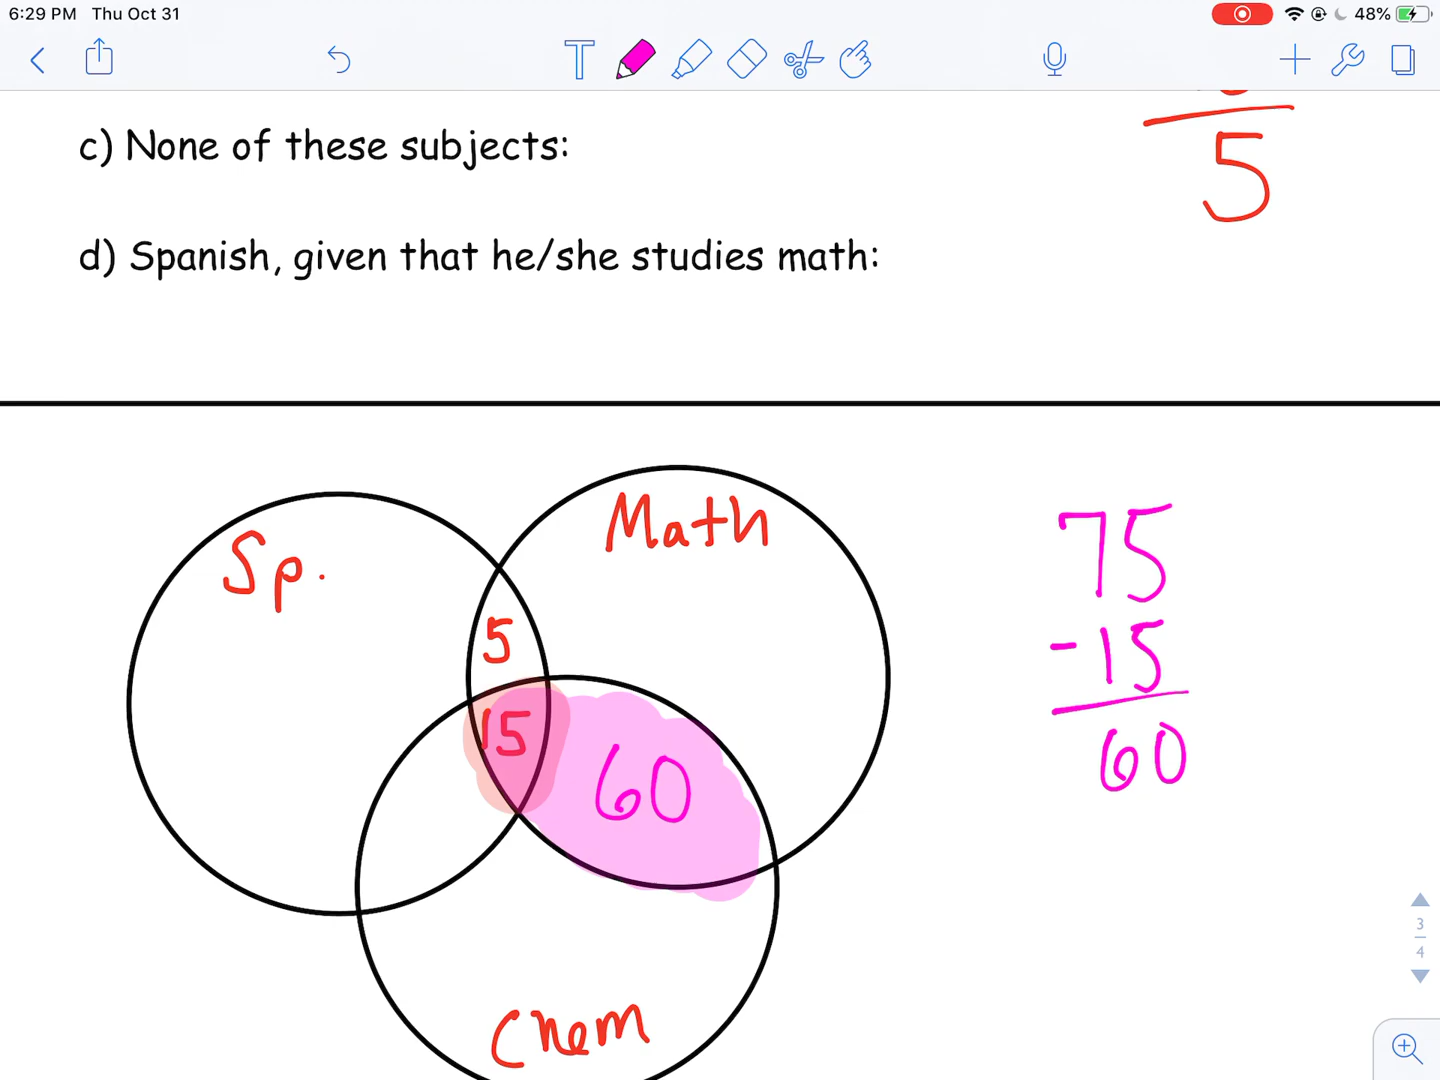 6:29 PM Thu Oct 31
48%
T
c) None of these subjects:
5
d) Spanish, given that he/she studies math:
Sp.
Math
5
15
60
Chem
75
-15
60
3
4